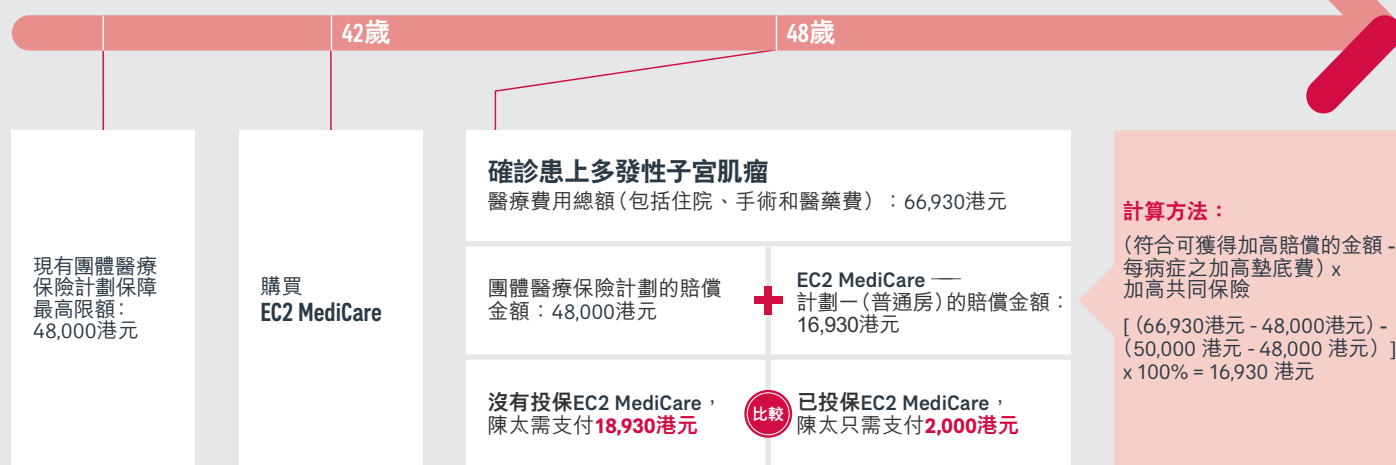 42歲
48歲
現有團體醫療
保險計劃保障
最高限額：
48,000港元
購買
EC2 MediCare
確診患上多發性子宮肌瘤
醫療費用總額（包括住院、手術和醫藥費）：66,930港元
團體醫療保險計劃的賠償
金額：48,000港元
EC2 MediCare —
計劃一（普通房）的賠償金額：
16,930港元
沒有投保EC2 MediCare，
陳太需支付18,930港元
比較
已投保EC2 MediCare，
陳太只需支付2,000港元
計算方法：
（符合可獲得加高賠償的金額 -
每病症之加高墊底費）x
加高共同保險
[（66,930港元 - 48,000港元）-
（50,000 港元 - 48,000 港元）]
x 100% = 16,930 港元